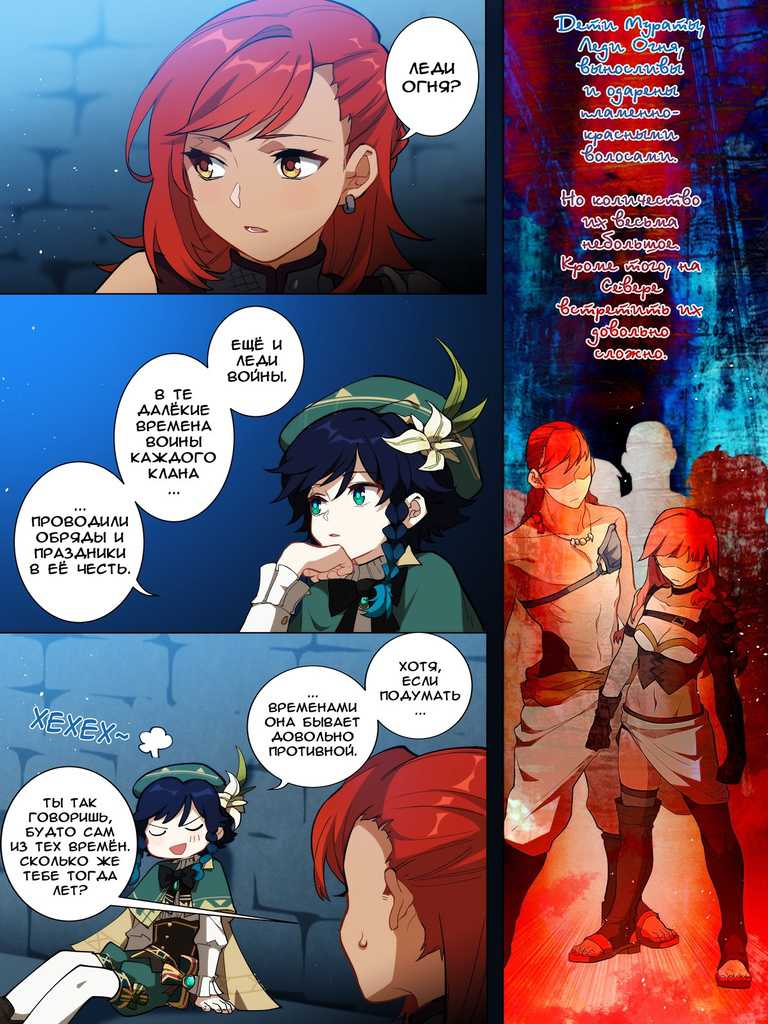 ЛЕДИ
ОГНЯ?
ЕЩЁ И
ЛЕДИ
ВОЙНЫ.
В ТЕ
ДАЛЁКИЕ
ВРЕМЕНА
ВОИНЫ
КАЖДОГО
КЛАНА
...
...
ПРОВОДИЛИ
ОБРЯДЫ И
ПРАЗДНИКИ
В ЕЁ ЧЕСТЬ.
ХОТЯ,
ЕСЛИ
ПОДУМАТЬ
...
...
ВРЕМЕНАМИ
ОНА БЫВАЕТ
ДОВОЛЬНО
ПРОТИВНОЙ.
ХЕХЕХ~
ТЫ ТАК
ГОВОРИШЬ,
БУДТО САМ
ИЗ ТЕХ ВРЕМЁН.
СКОЛЬКО ЖЕ
ТЕБЕ ТОГДА
ЛЕТ?
Дети Мураты,
Леди Огня,
выносливы
и одарены
пламенно-
красными
волосами.
Но количество
их весьма
небольшое.
Кроме того, на
Севере
встретить их
довольно
сложно.